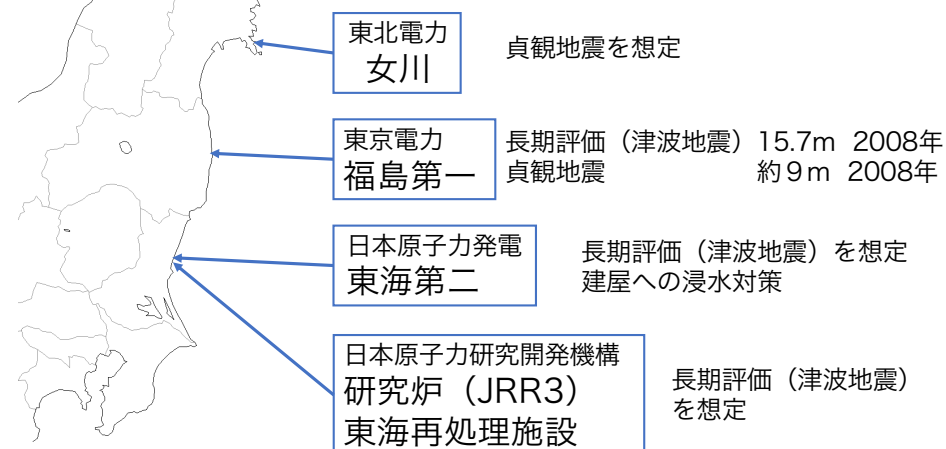 東北電力
女川
貞観地震を想定
東京電力
福島第一
長期評価（津波地震）15.7m 2008年
貞観地震 約９m 2008年
日本原子力発電
東海第二
長期評価（津波地震）を想定
建屋への浸水対策
日本原子力研究開発機構
研究炉（JRR3）
東海再処理施設
長期評価（津波地震）
を想定